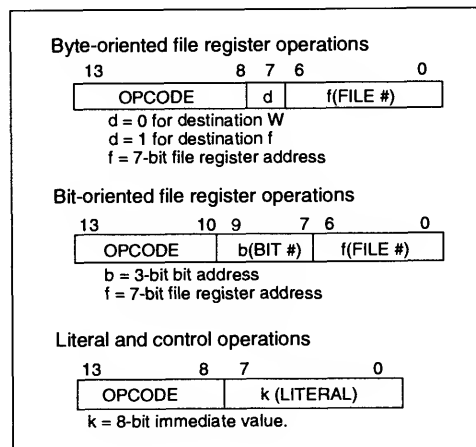 Byte-oriented file register operations
13 8 7 6 0
OPCODE d f(FILE #)
d = 0 for destination W
d = 1 for destination f
f = 7-bit file register address
Bit-oriented file register operations
13 10 9 7 6 0
OPCODE b(BIT #) f(FILE #)
b = 3-bit bit address
f = 7-bit file register address
Literal and control operations
13 8 7 0
OPCODE k (LITERAL)
k = 8-bit immediate value.